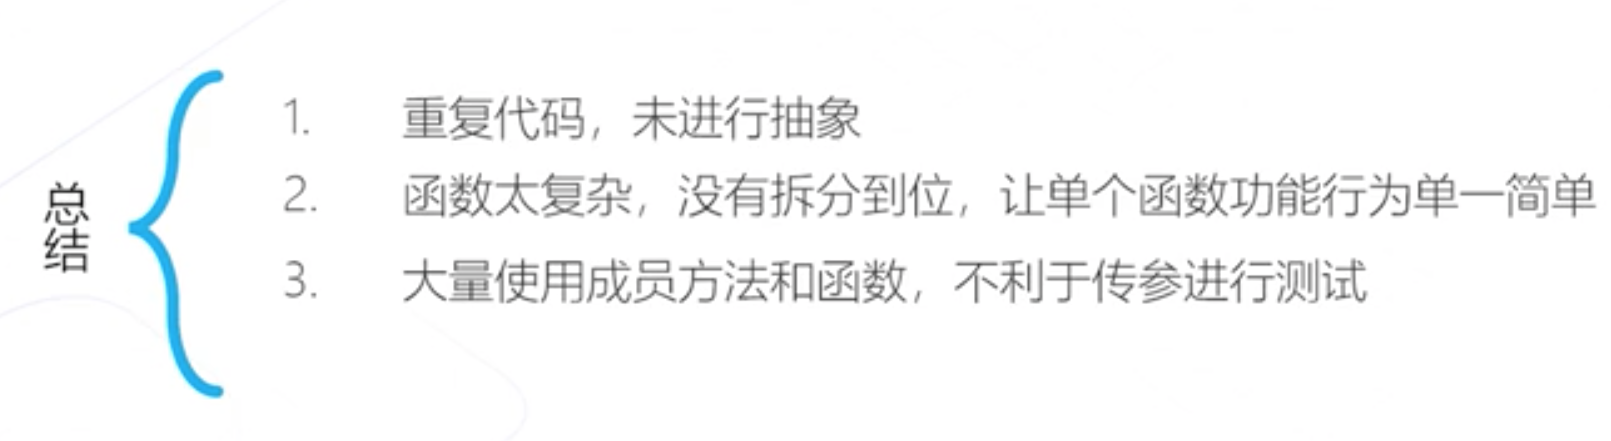 总结
1. 重复代码，未进行抽象
2. 函数太复杂，没有拆分到位，让单个函数功能行为单一简单
3. 大量使用成员方法和函数，不利于传参进行测试